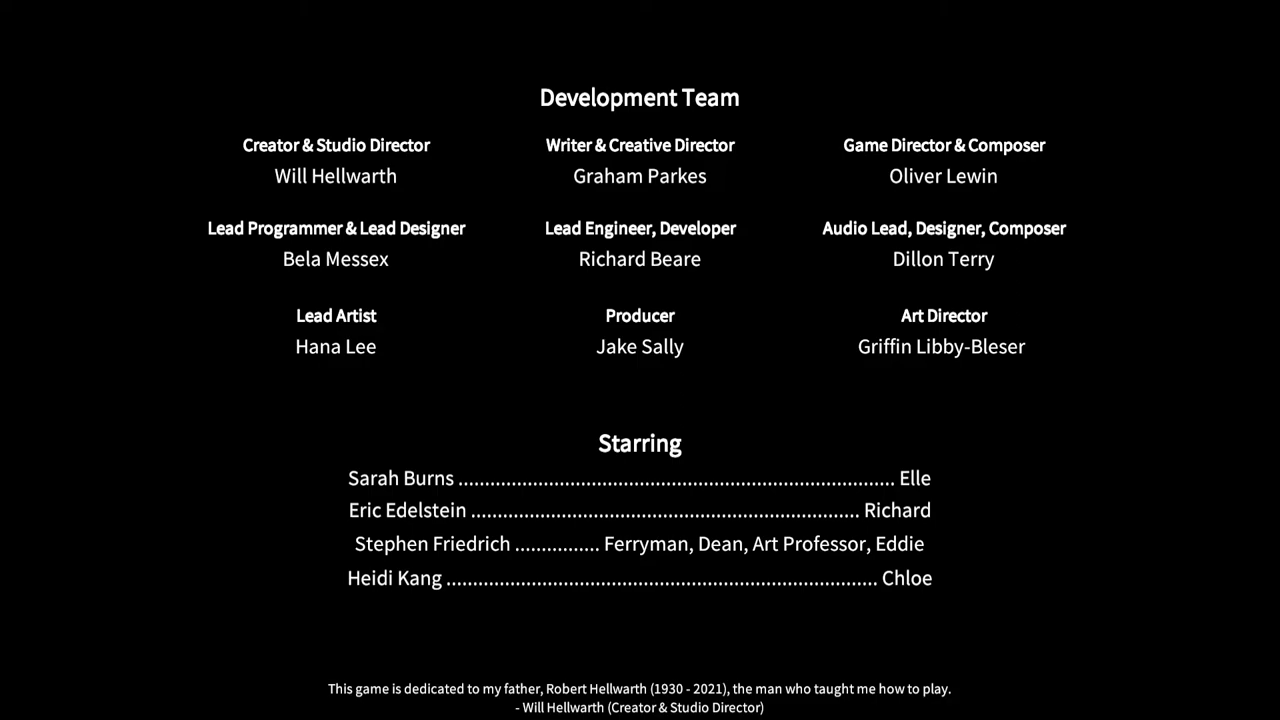 Development Team
Creator & Studio Director
Will Hellwarth
Writer & Creative Director
Graham Parkes
Game Director & Composer
Oliver Lewin
Lead Programmer & Lead Designer
Bela Messex
Lead Engineer, Developer
Richard Beare
Audio Lead, Designer, Composer
Dillon Terry
Lead Artist
Hana Lee
Producer
Jake Sally
Art Director
Griffin Libby-Bleser
Starring
Sarah Burns ................................................................................... Elle
Eric Edelstein .......................................................................... Richard
Stephen Friedrich ................ Ferryman, Dean, Art Professor, Eddie
Heidi Kang .................................................................................. Chloe
This game is dedicated to my father, Robert Hellwarth (1930 - 2021), the man who taught me how to play.
- Will Hellwarth (Creator & Studio Director)